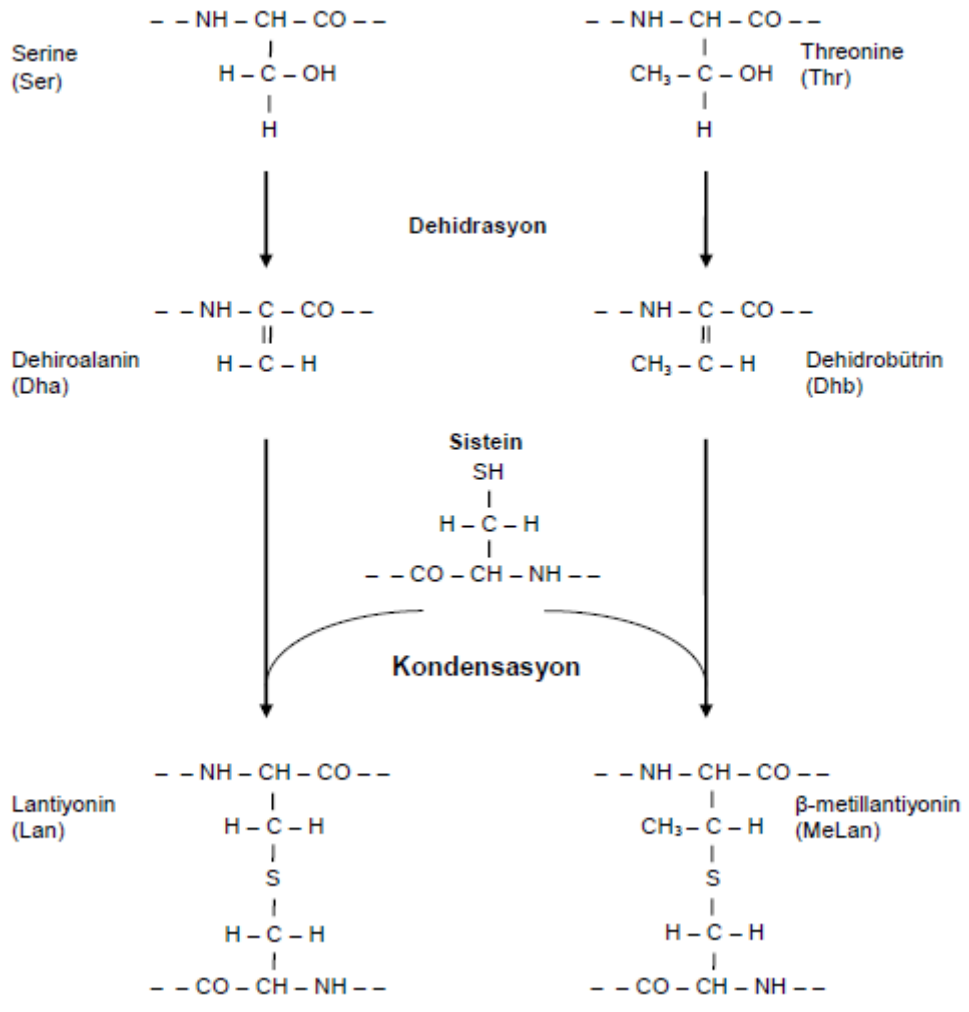 – – NH – CH – CO – –
– – NH – CH – CO – –
Serine
(Ser)
H – C – OH
H
CH₃ – C – OH
H
Threonine
(Thr)
Dehidrasyon
– – NH – C – CO – –
– – NH – C – CO – –
Dehiroalanin
(Dha)
H – C – H
CH₃ – C – H
Dehidrobütrin
(Dhb)
Sistein
SH
H – C – H
– – CO – CH – NH – –
Kondensasyon
– – NH – CH – CO – –
– – NH – CH – CO – –
Lantiyonin
(Lan)
H – C – H
S
H – C – H
– – CO – CH – NH – –
CH₃ – C – H
S
H – C – H
– – CO – CH – NH – –
β-metillantiyonin
(MeLan)